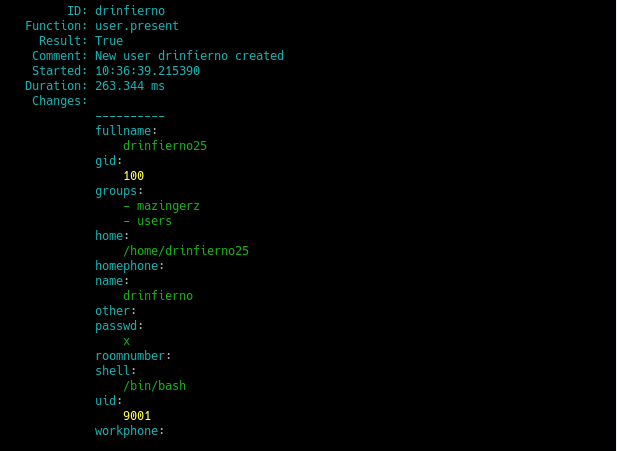 ID: drinfierno
Function: user.present
Result: True
Comment: New user drinfierno created
Started: 10:36:39.215390
Duration: 263.344 ms
Changes:
----------
fullname:
drinfierno25
gid:
100
groups:
- mazingerz
- users
home:
/home/drinfierno25
homephone:
name:
drinfierno
other:
passwd:
x
roomnumber:
shell:
/bin/bash
uid:
9001
workphone: